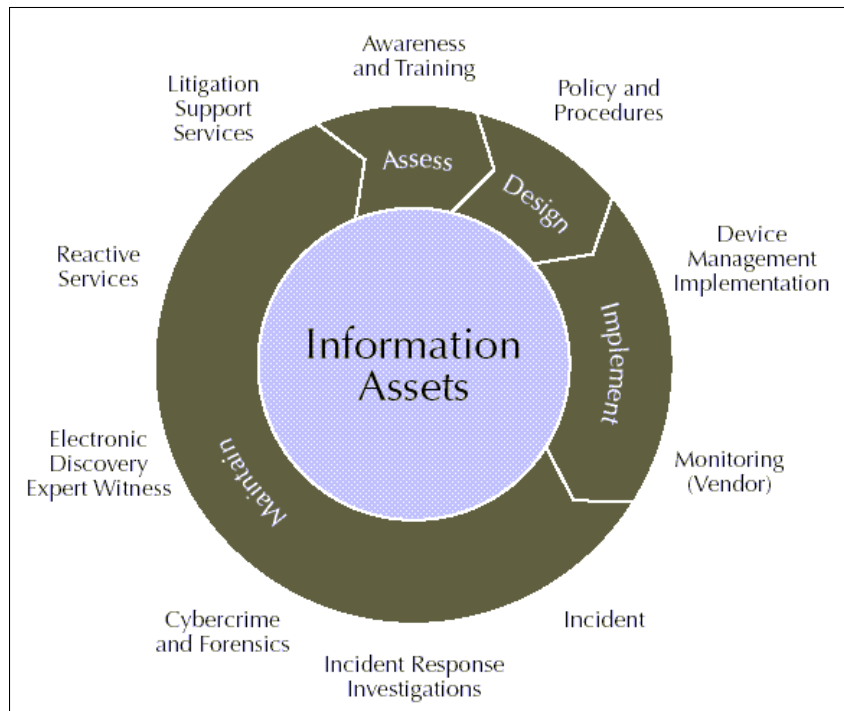 Awareness
and Training
Policy and
Procedures
Device
Management
Implementation
Monitoring
(Vendor)
Incident
Incident Response
Investigations
Cybercrime
and Forensics
Electronic
Discovery
Expert Witness
Reactive
Services
Litigation
Support
Services
Assess
Design
Implement
Maintain
Information
Assets